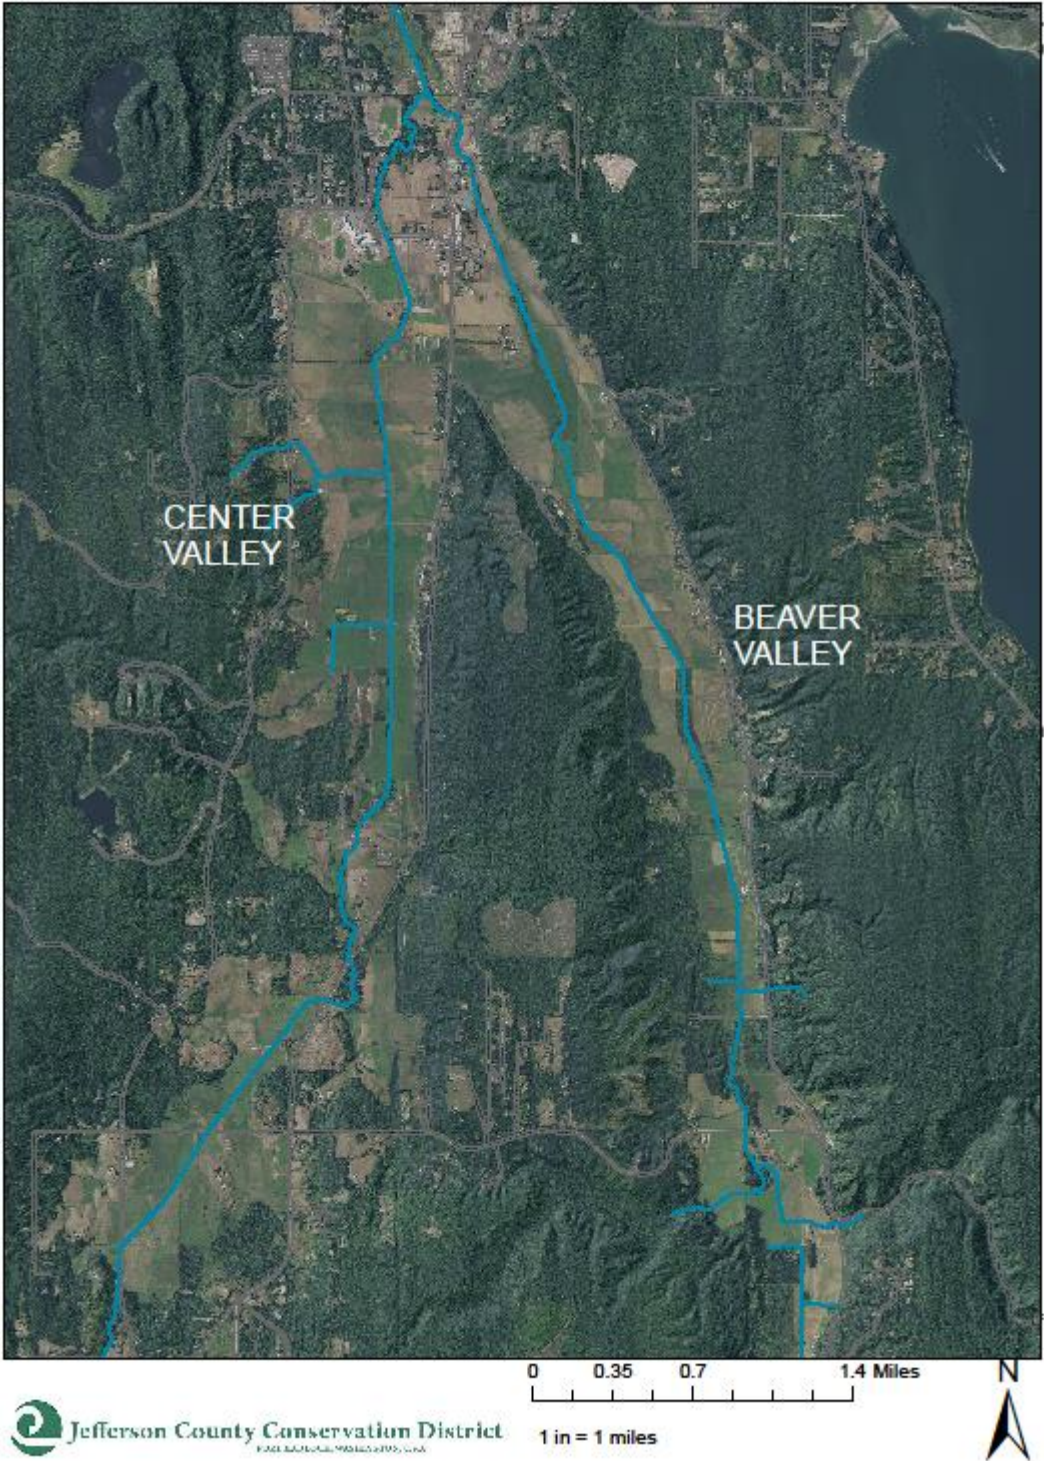 CENTER
VALLEY
BEAVER
VALLEY
0 0.35 0.7 1.4 Miles
N
Jefferson County Conservation District
1 in = 1 miles